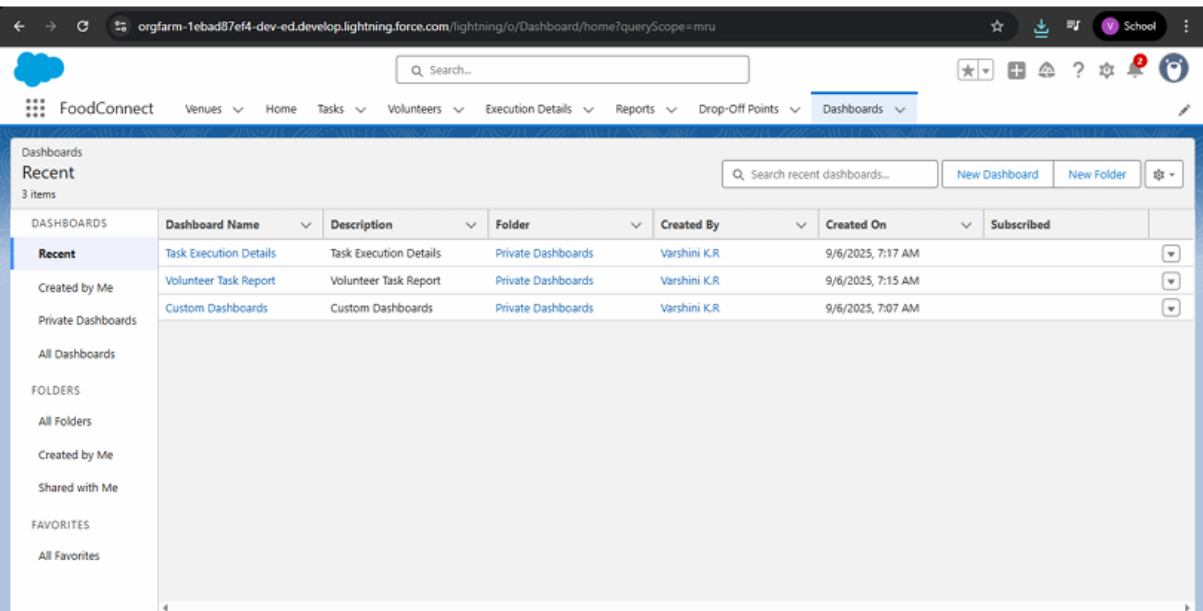 orgfarm-1ebad87ef4-dev-ed.develop.lightning.force.com/lightning/o/Dashboard/home?queryScope=mru
V School
Search...
2
FoodConnect Venues Home Tasks Volunteers Execution Details Reports Drop-Off Points Dashboards
Dashboards
Recent
3 items
Search recent dashboards...
New Dashboard New Folder
DASHBOARDS Dashboard Name Description Folder Created By Created On Subscribed
Recent Task Execution Details Task Execution Details Private Dashboards Varshini K.R 9/6/2025, 7:17 AM
Created by Me Volunteer Task Report Volunteer Task Report Private Dashboards Varshini K.R 9/6/2025, 7:15 AM
Private Dashboards Custom Dashboards Custom Dashboards Private Dashboards Varshini K.R 9/6/2025, 7:07 AM
All Dashboards
FOLDERS
All Folders
Created by Me
Shared with Me
FAVORITES
All Favorites